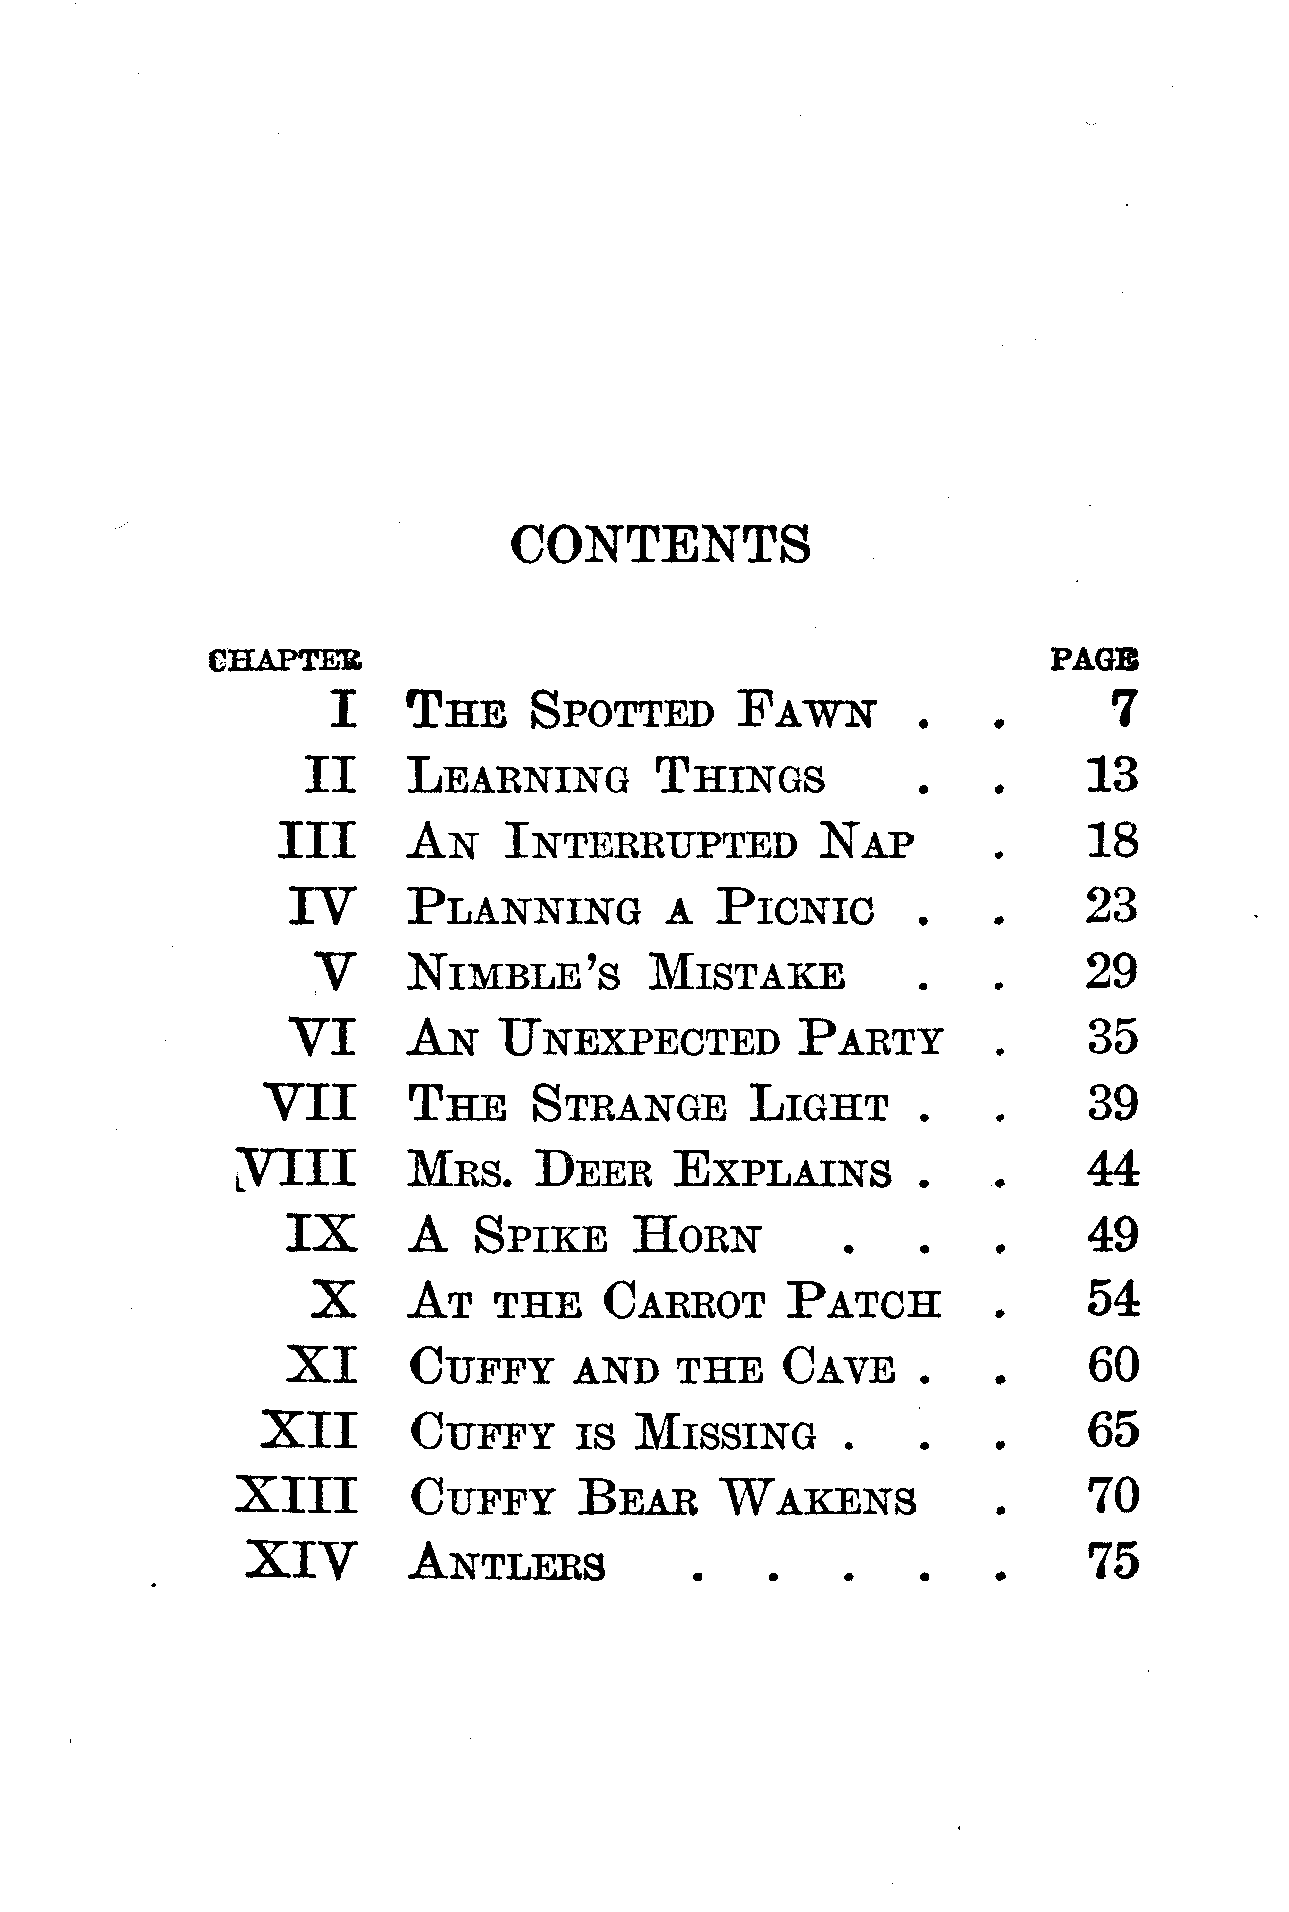 CONTENTS
CHAPTER PAGE
I The Spotted Fawn . . 7
II Learning Things . . 13
III An Interrupted Nap . 18
IV Planning a Picnic . . 23
V Nimble's Mistake . . 29
VI An Unexpected Party . 35
VII The Strange Light . . 39
VIII Mrs. Deer Explains . . 44
IX A Spike Horn . . . 49
X At the Carrot Patch . 54
XI Cuffy and the Cave . . 60
XII Cuffy is Missing . . . 65
XIII Cuffy Bear Wakens . 70
XIV Antlers . . . . . 75